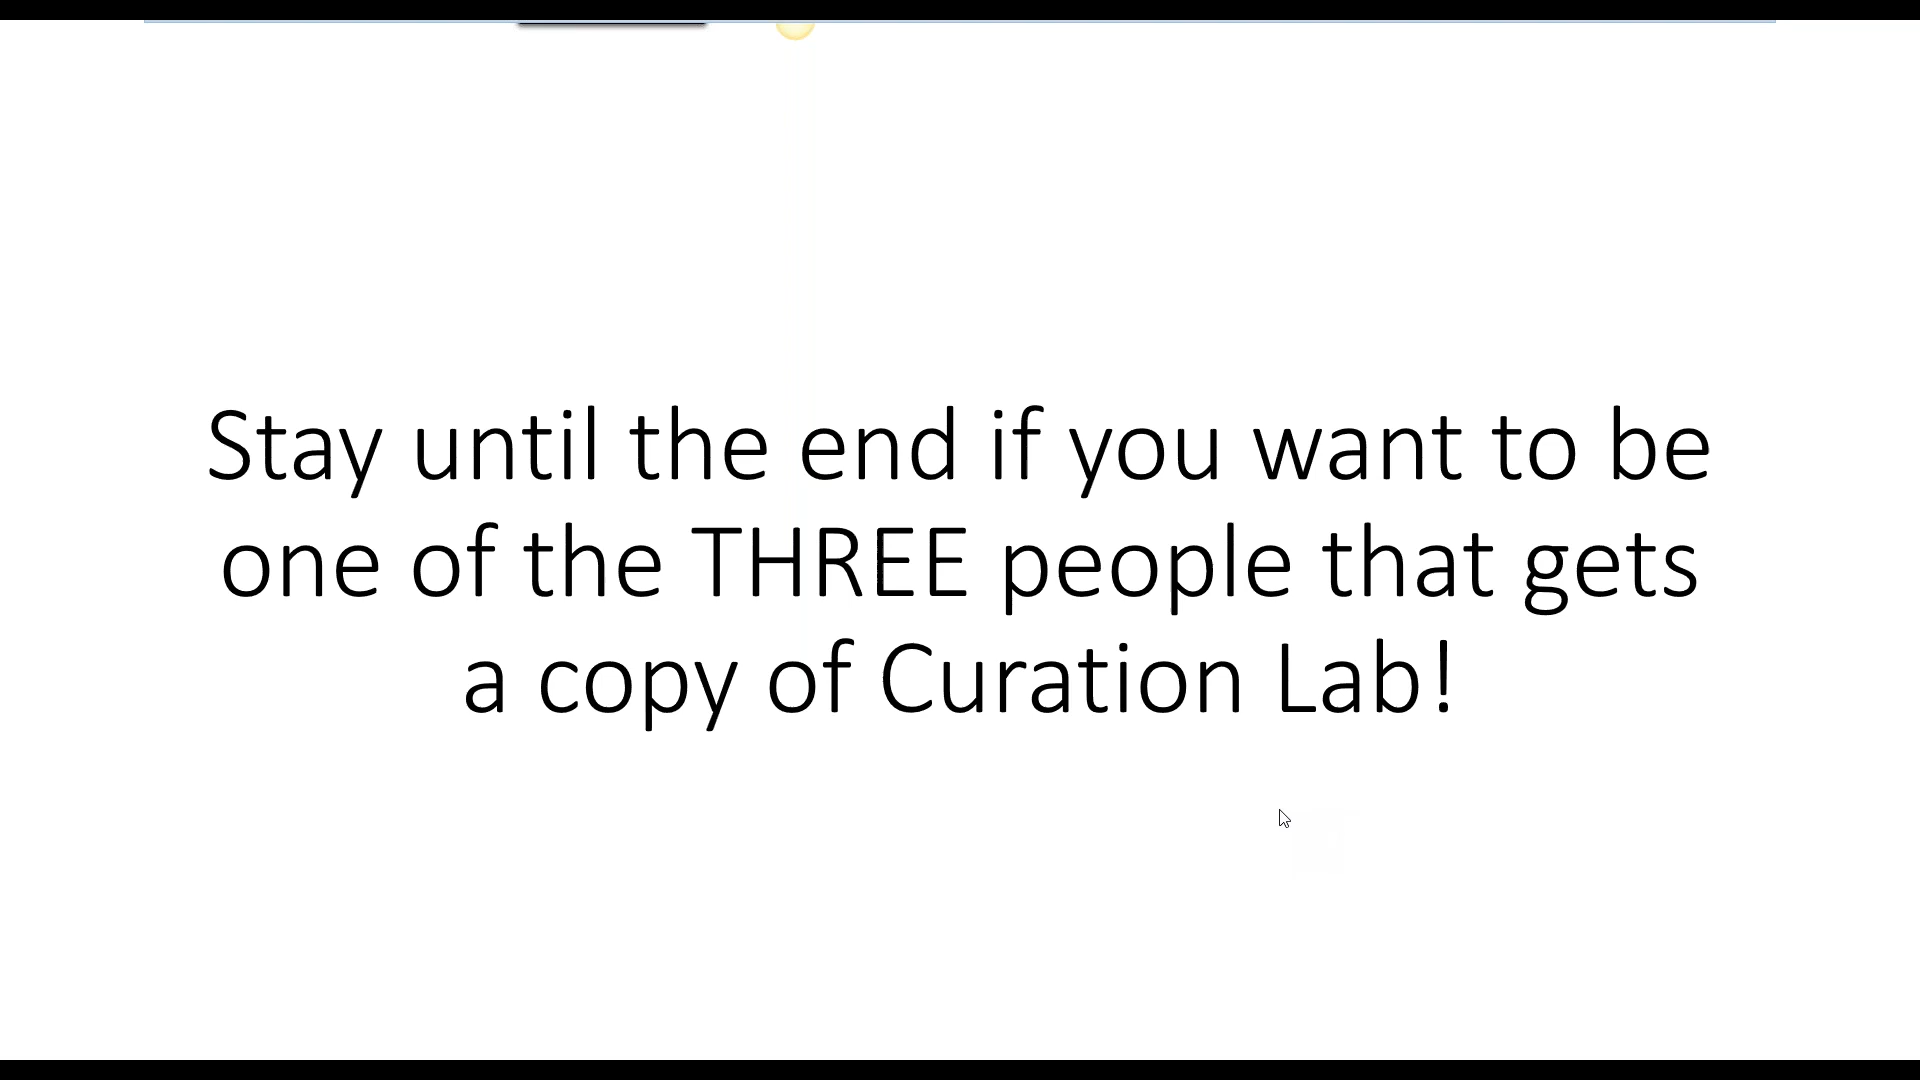 Stay until the end if you want to be
one of the THREE people that gets
a copy of Curation Lab!